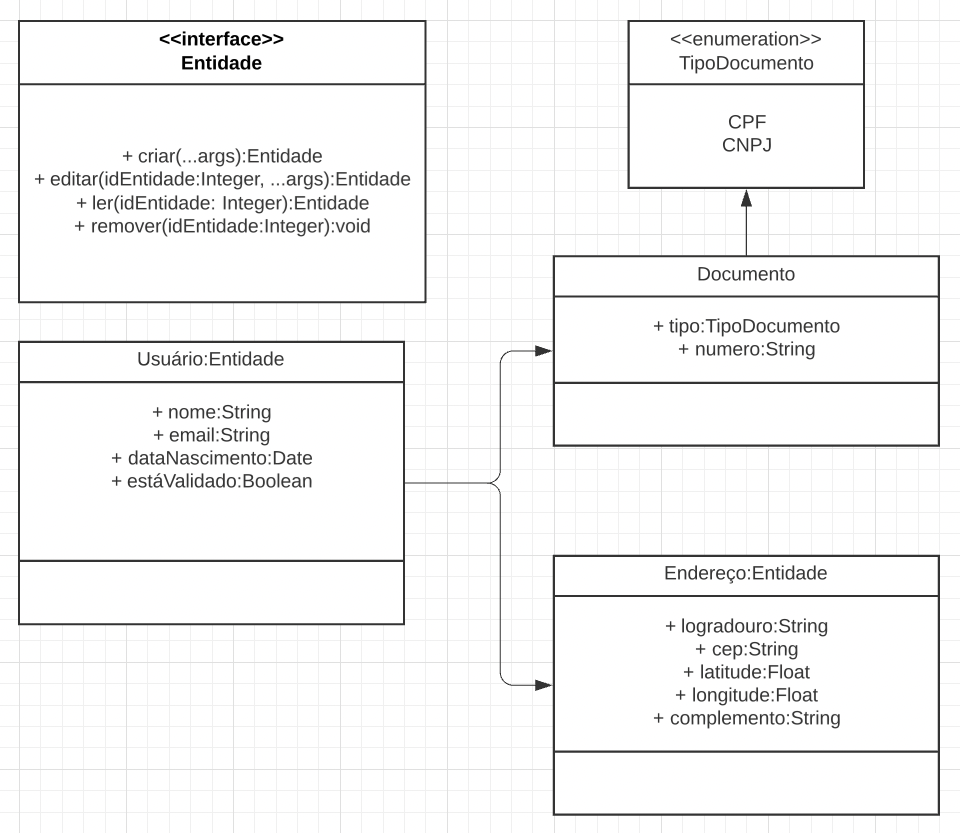 <<interface>>
Entidade
+ criar(...args):Entidade
+ editar(idEntidade:Integer, ...args):Entidade
+ ler(idEntidade: Integer):Entidade
+ remover(idEntidade:Integer):void
<<enumeration>>
TipoDocumento
CPF
CNPJ
Documento
+ tipo:TipoDocumento
+ numero:String
Usuário:Entidade
+ nome:String
+ email:String
+ dataNascimento:Date
+ estáValidado:Boolean
Endereço:Entidade
+ logradouro:String
+ cep:String
+ latitude:Float
+ longitude:Float
+ complemento:String